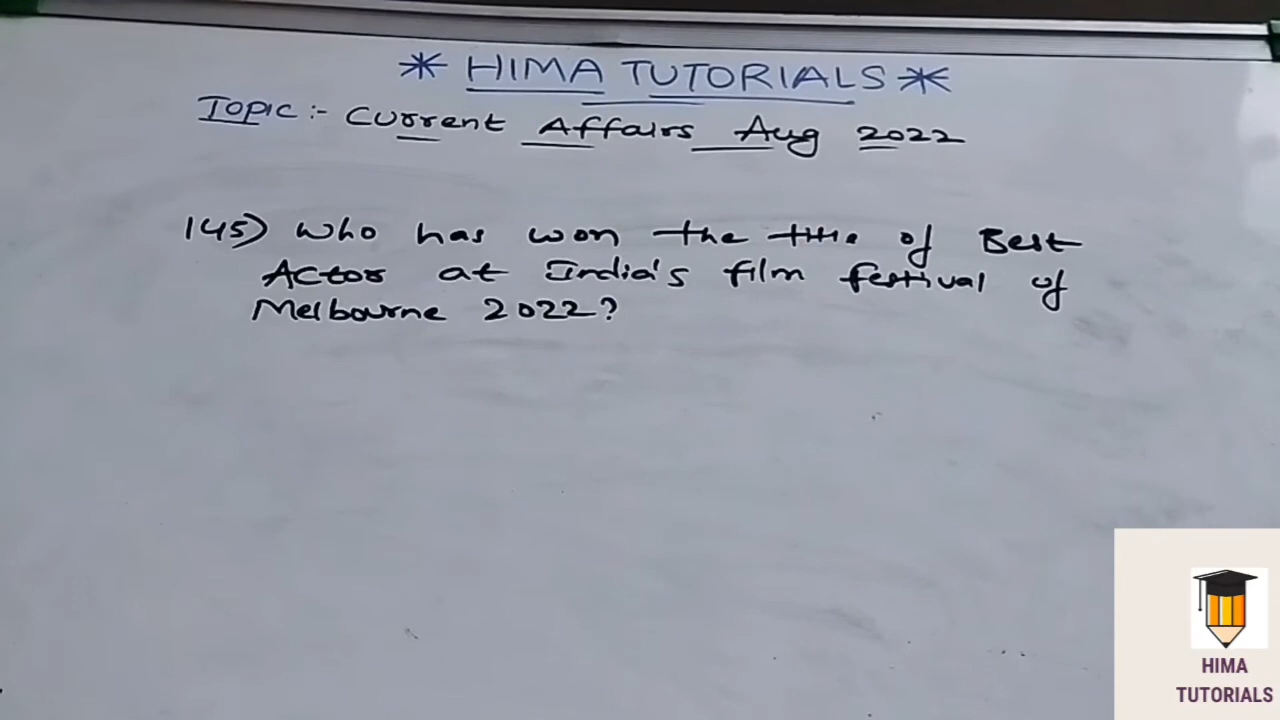 * HIMA TUTORIALS *
Topic:- Current Affairs Aug 2022
145) Who has won the title of Best
Actor at India's film festival of
Melbourne 2022?
HIMA
TUTORIALS